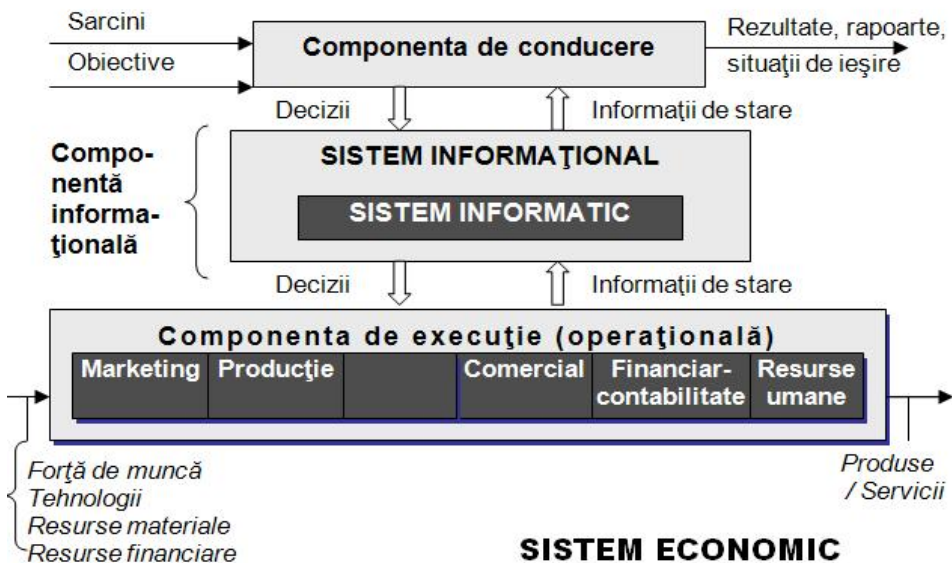 Sarcini
Obiective
Componenta de conducere
Rezultate, rapoarte,
situaţii de ieşire
Decizii
Informaţii de stare
Compo-
nentă
informa-
ţională
SISTEM INFORMAŢIONAL
SISTEM INFORMATIC
Decizii
Informaţii de stare
Componenta de execuţie (operaţională)
Marketing
Producţie
Comercial
Financiar-
contabilitate
Resurse
umane
Forţă de muncă
Tehnologii
Resurse materiale
Resurse financiare
Produse
/ Servicii
SISTEM ECONOMIC